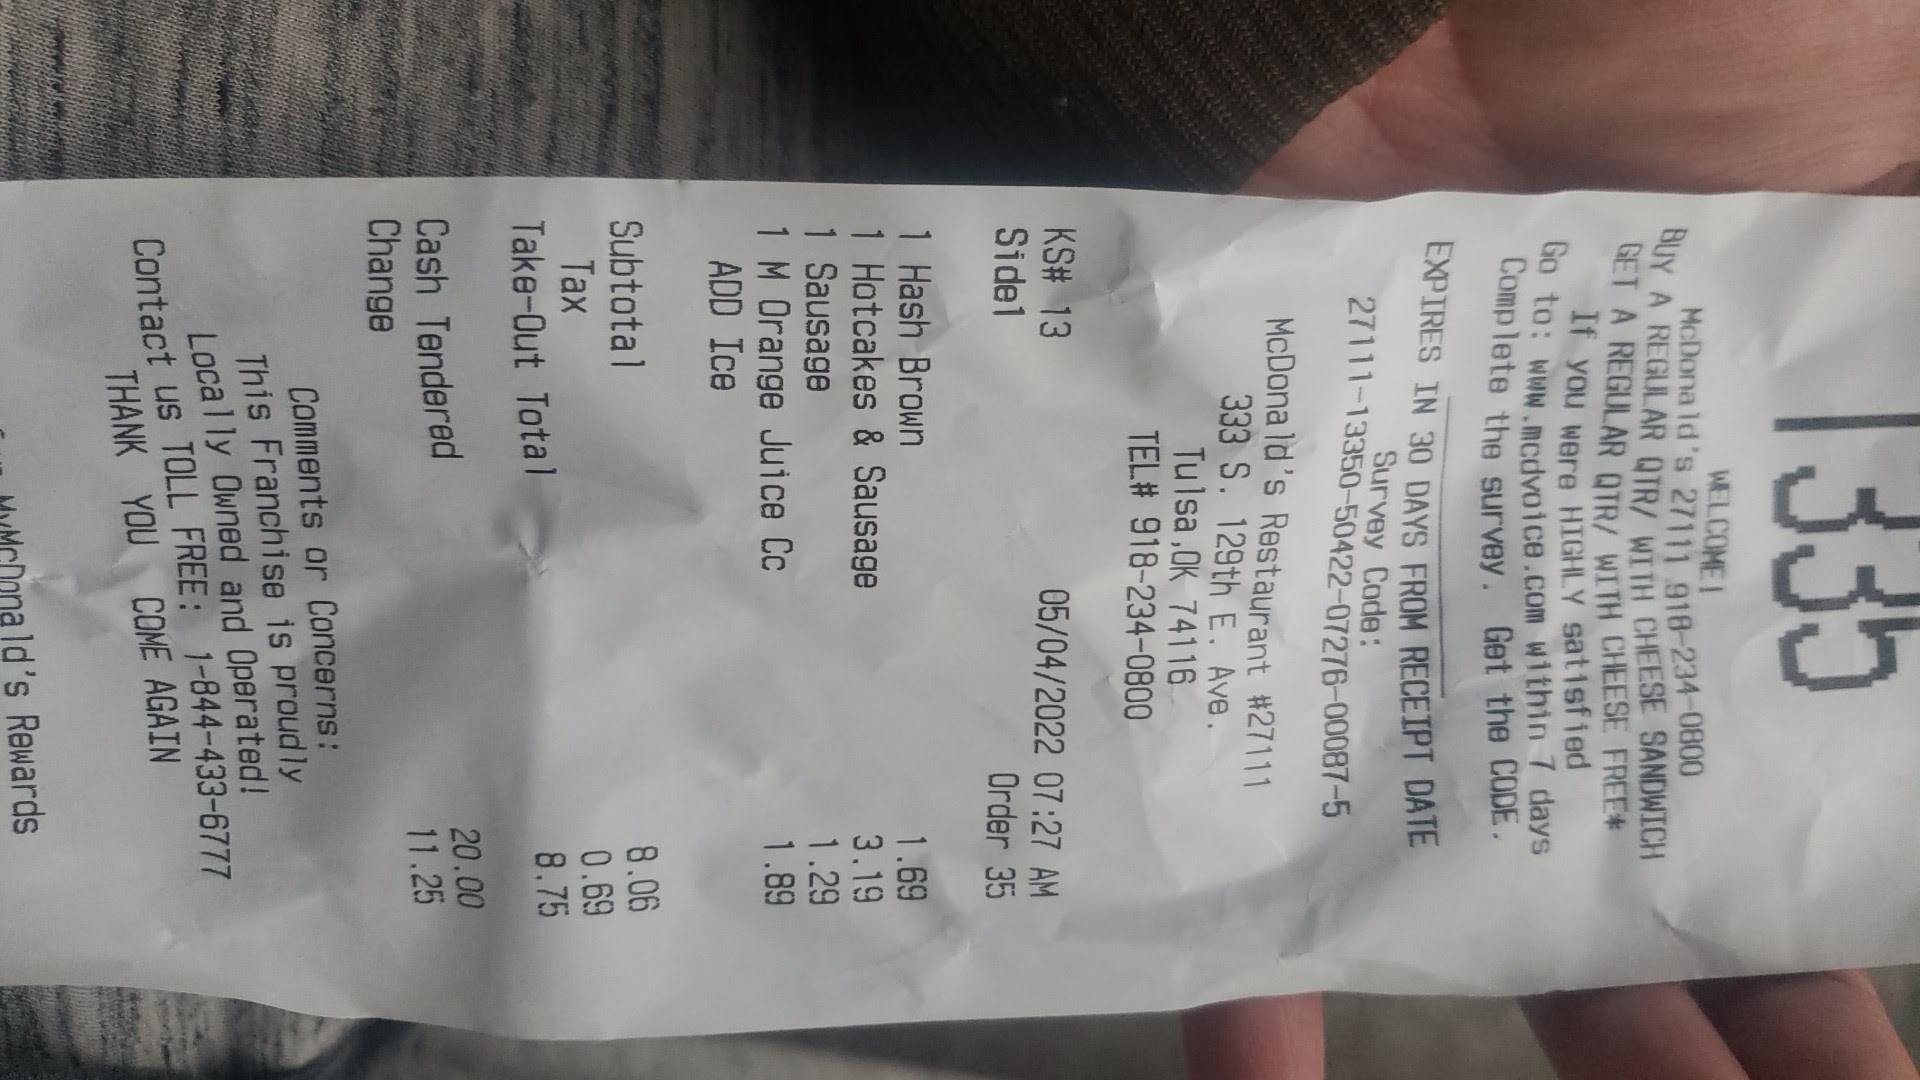 135
WELCOME!
McDonald's 27111 918-234-0800
BUY A REGULAR QTR/ WITH CHEESE SANDWICH
GET A REGULAR QTR/ WITH CHEESE FREE*
If you were HIGHLY satisfied
Go to: www.mcdvoice.com within 7 days
Complete the survey. Get the CODE.
EXPIRES IN 30 DAYS FROM RECEIPT DATE
Survey Code:
27111-13350-50422-07276-00087-5
McDonald's Restaurant #27111
333 S. 129th E. Ave.
Tulsa,OK 74116
TEL# 918-234-0800
KS# 13 05/04/2022 07:27 AM
Side1 Order 35
1 Hash Brown 1.69
1 Hotcakes & Sausage 3.19
1 Sausage 1.29
1 M Orange Juice Cc 1.89
ADD Ice
Subtotal 8.06
Tax 0.69
Take-Out Total 8.75
Cash Tendered 20.00
Change 11.25
Comments or Concerns:
This Franchise is proudly
Locally Owned and Operated!
Contact us TOLL FREE: 1-844-433-6777
THANK YOU COME AGAIN
MyMcDonald's Rewards